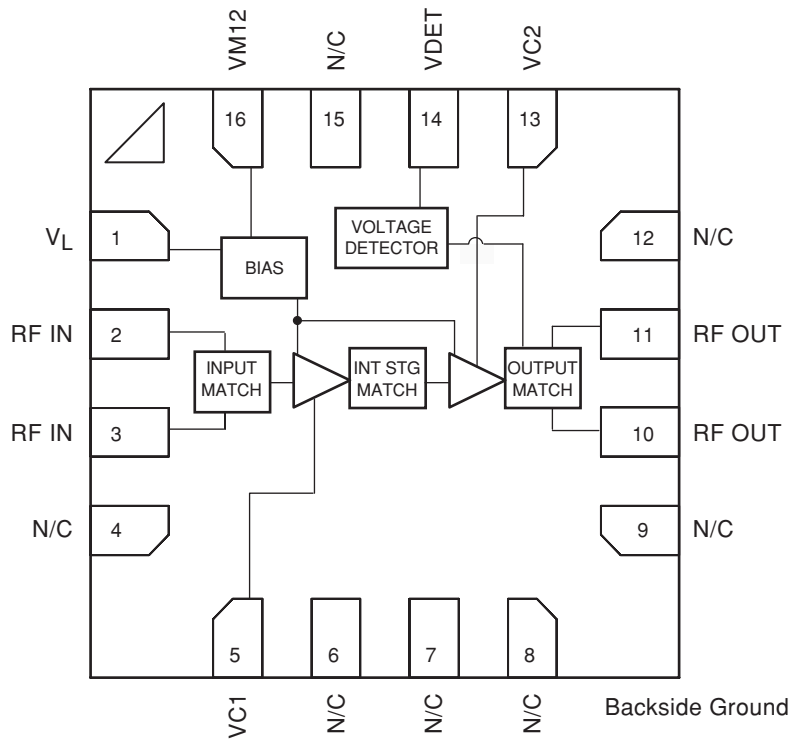 VM12
N/C
VDET
VC2
16
15
14
13
VL
1
BIAS
VOLTAGE
DETECTOR
12
N/C
RF IN
2
INPUT
MATCH
INT STG
MATCH
OUTPUT
MATCH
11
RF OUT
RF IN
3
10
RF OUT
N/C
4
9
N/C
5
6
7
8
VC1
N/C
N/C
N/C
Backside Ground